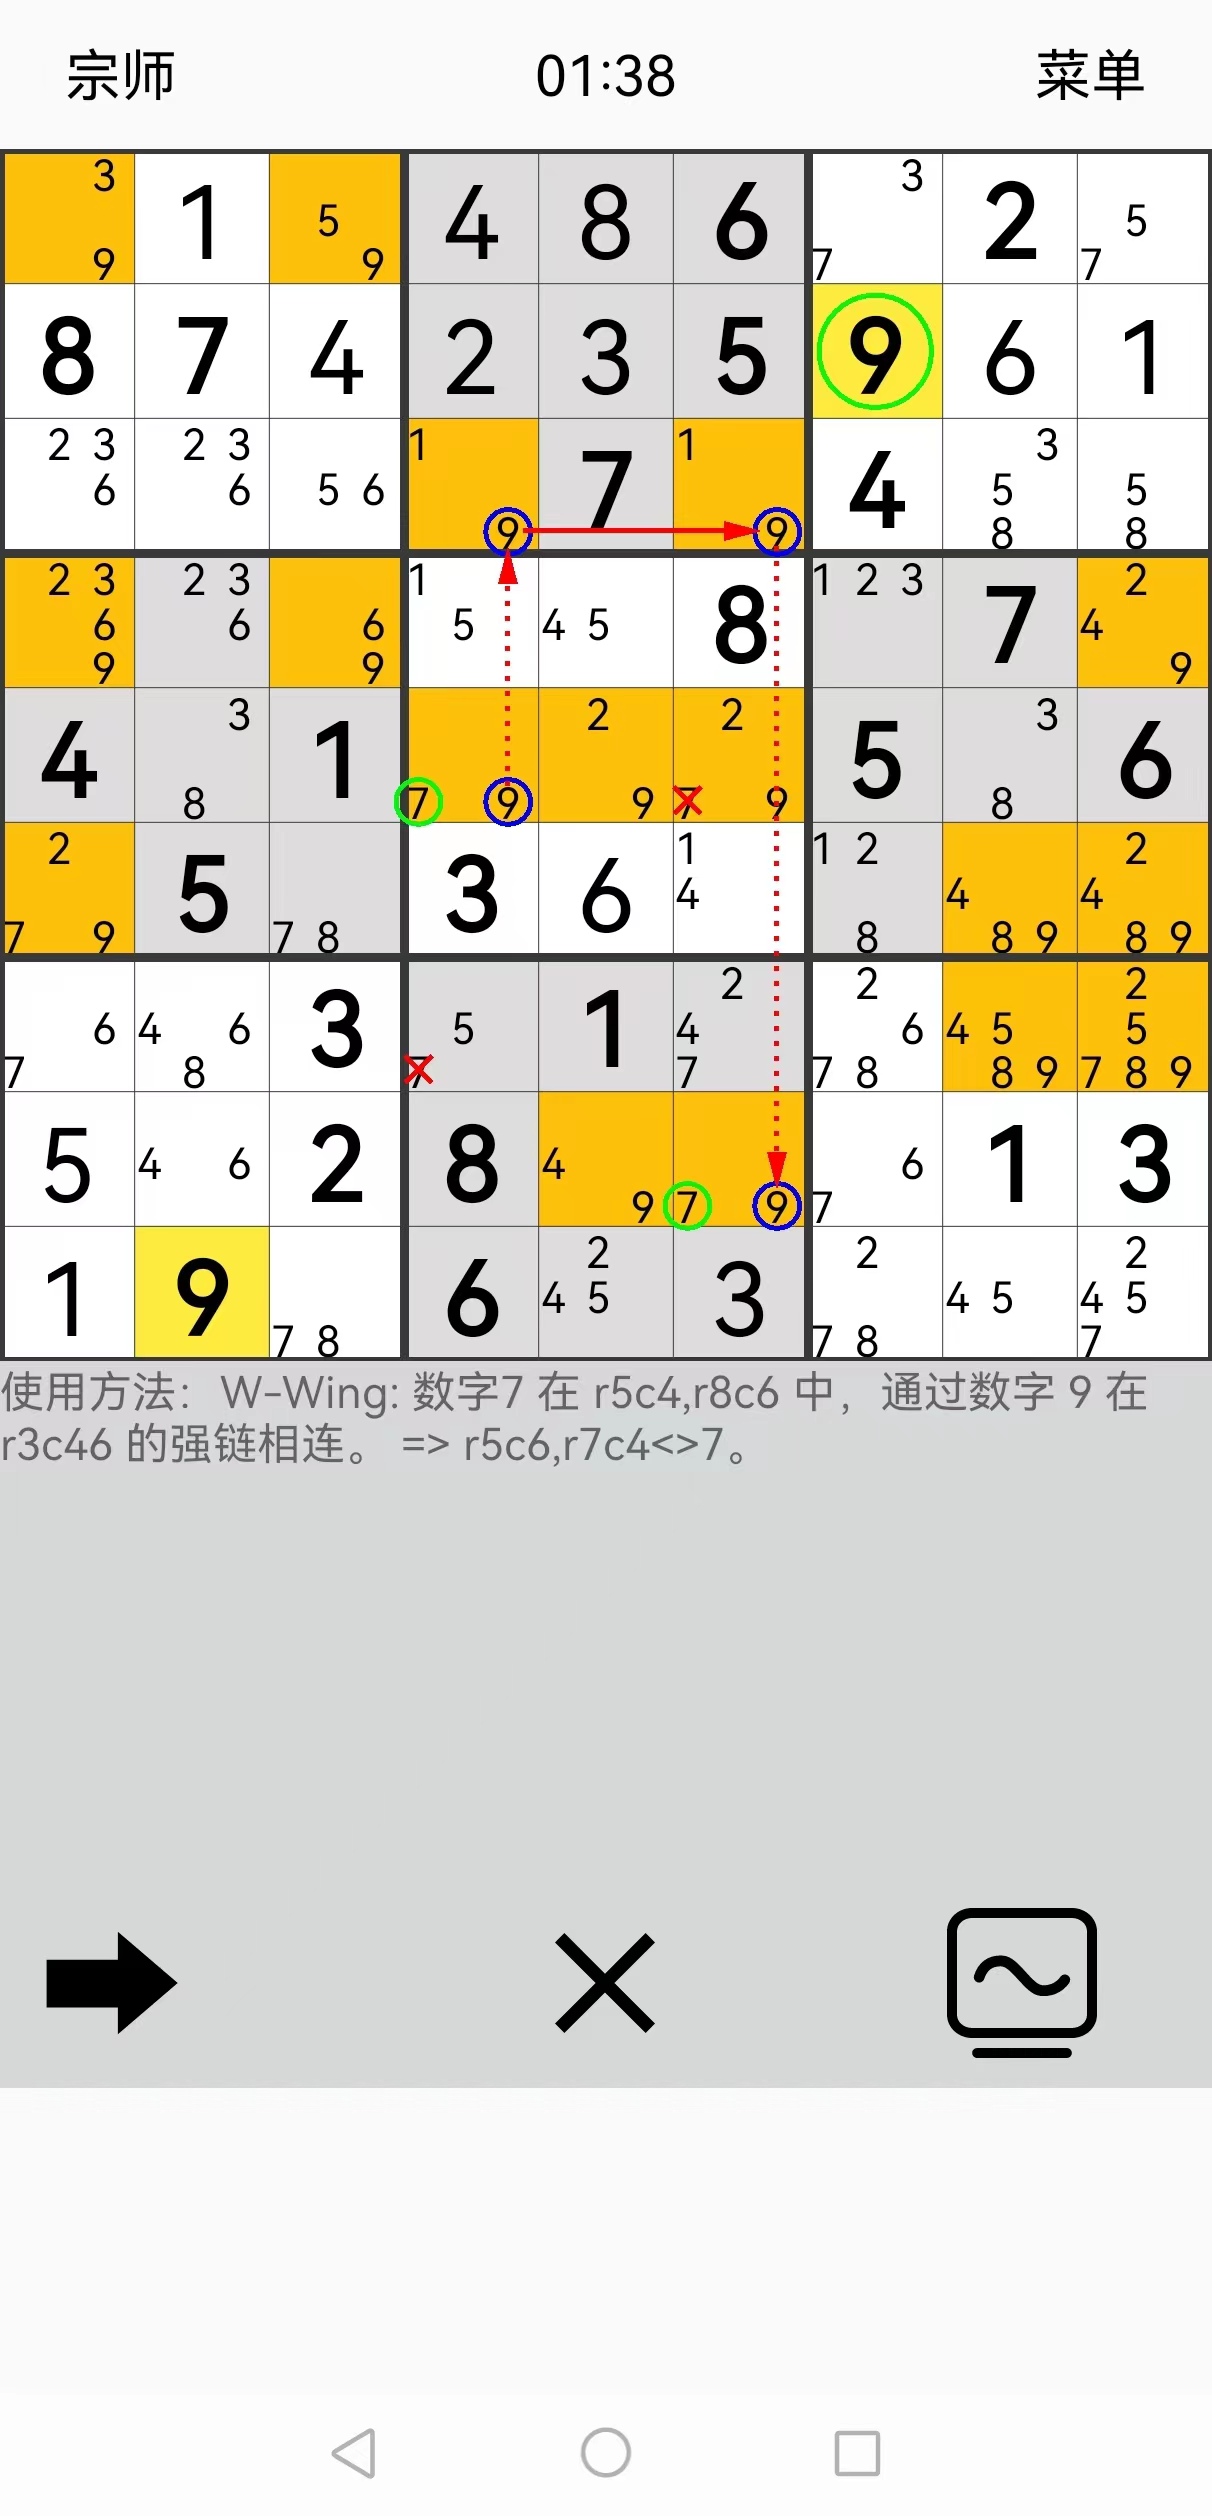 宗师 01:38 菜单
3 9 1 5 9 4 8 6 3 7 2 5 7
8 7 4 2 3 5 9 6 1
2 3 6 2 3 6 5 6 1 9 7 1 9 4 3 5 8 5 8
2 3 6 9 2 3 6 6 9 1 5 4 5 8 1 2 3 7 2 4 9
4 3 8 1 7 9 2 9 2 7 9 5 3 8 6
2 7 9 5 7 8 3 6 1 4 1 2 8 4 8 9 2 4 8 9
6 7 4 6 8 3 5 7 1 2 4 7 2 6 7 8 4 5 8 9 2 5 7 8 9
5 4 6 2 8 4 9 7 9 6 7 1 3
1 9 7 8 6 2 4 5 3 2 7 8 4 5 2 4 5 7
使用方法： W-Wing: 数字7 在 r5c4,r8c6 中，通过数字 9 在
r3c46 的强链相连。 => r5c6,r7c4<>7。